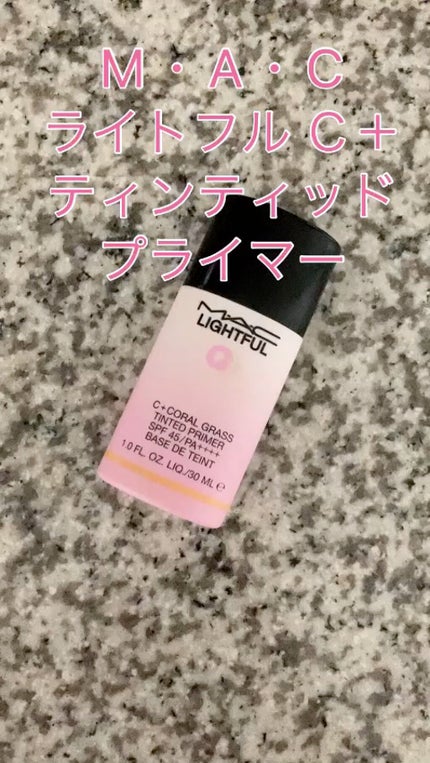 M・A・C
ライトフル C＋
ティンティッド
プライマー
MAC
LIGHTFUL
C+CORAL GRASS
TINTED PRIMER
SPF 45/PA++++
BASE DE TEINT
1.0 FL. OZ. LIQ./30 ML ℮